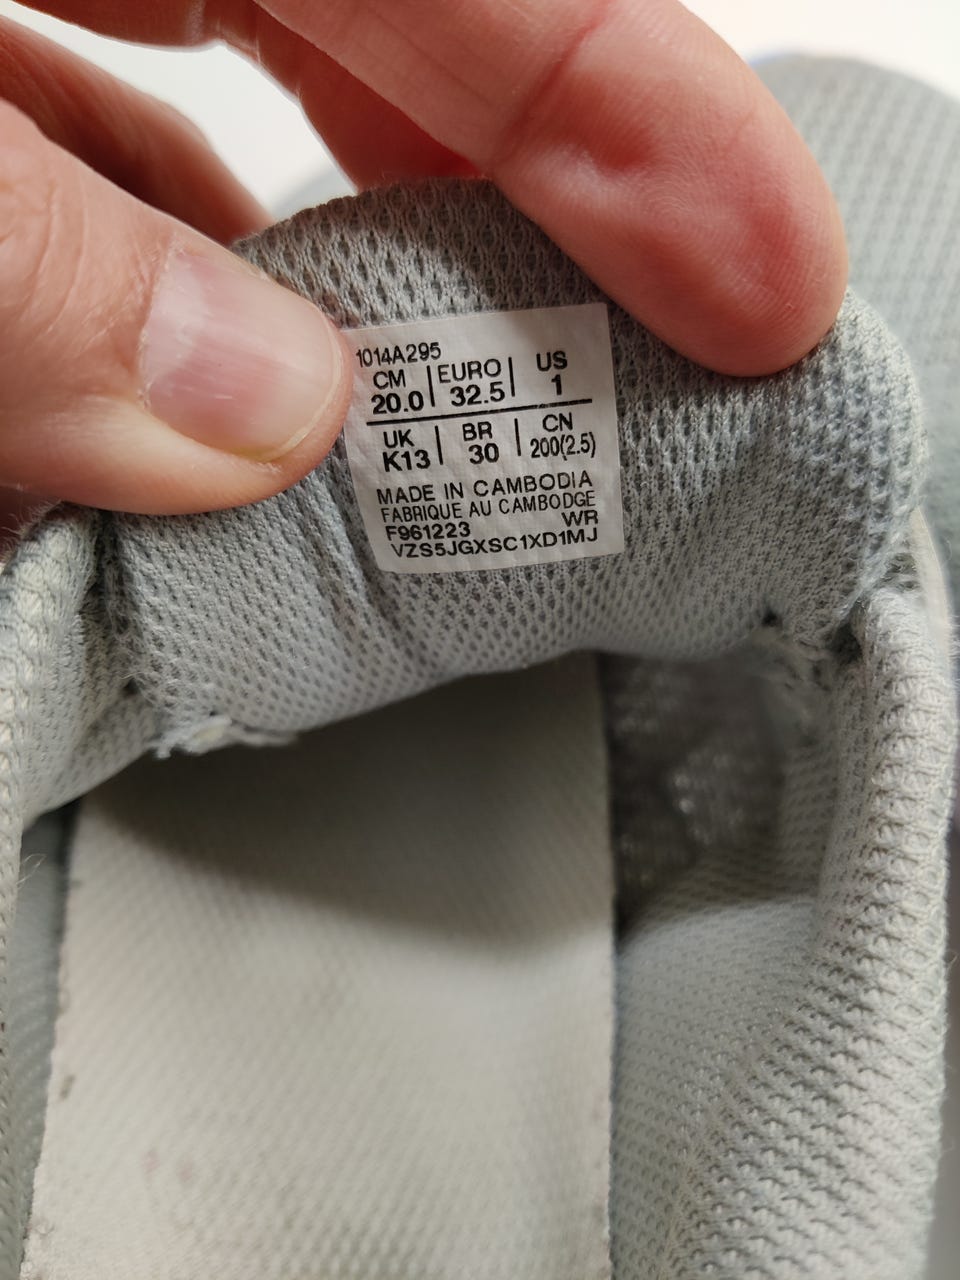 1014A295
CM | EURO | US
20.0 | 32.5 | 1
UK | BR | CN
K13 | 30 | 200(2.5)
MADE IN CAMBODIA
FABRIQUE AU CAMBODGE
F961223 WR
VZS5JGXSC1XD1MJ